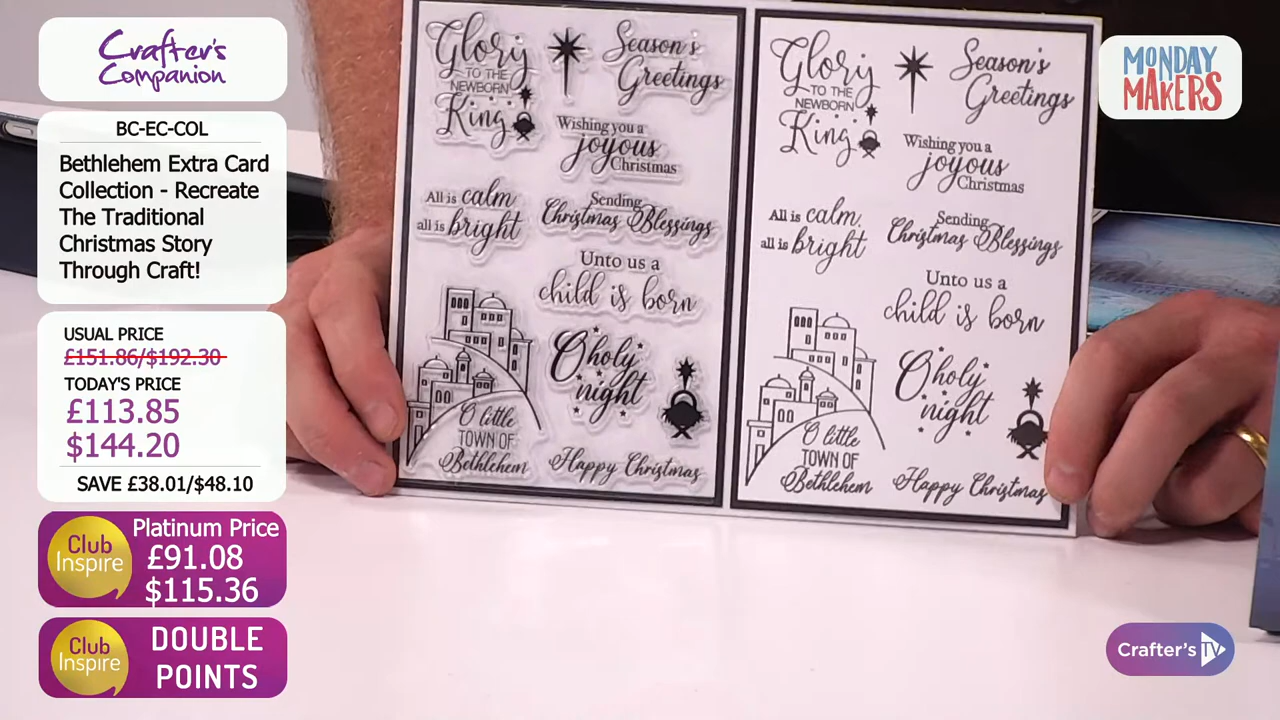 Crafter's
Companion
BC-EC-COL
Bethlehem Extra Card
Collection - Recreate
The Traditional
Christmas Story
Through Craft!
USUAL PRICE
£151.86/$192.30
TODAY'S PRICE
£113.85
$144.20
SAVE £38.01/$48.10
Club
Inspire
Platinum Price
£91.08
$115.36
Club
Inspire
DOUBLE
POINTS
Glory
TO THE
NEWBORN
King
Season's
Greetings
Wishing you a
joyous
Christmas
All is calm,
all is bright
Sending
Christmas Blessings
Unto us a
child is born
O holy
night
O little
TOWN OF
Bethlehem
Happy Christmas
Glory
TO THE
NEWBORN
King
Season's
Greetings
Wishing you a
joyous
Christmas
All is calm,
all is bright
Sending
Christmas Blessings
Unto us a
child is born
O holy
night
O little
TOWN OF
Bethlehem
Happy Christmas
MONDAY
MAKERS
Crafter's TV